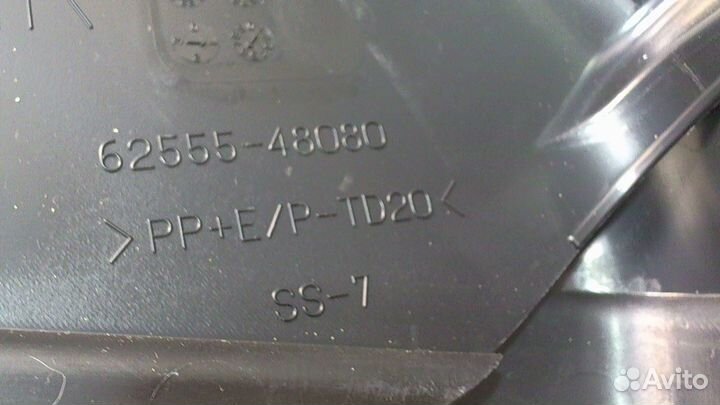 62555-48080
>PP+E/P-TD20<
SS-7
Avito